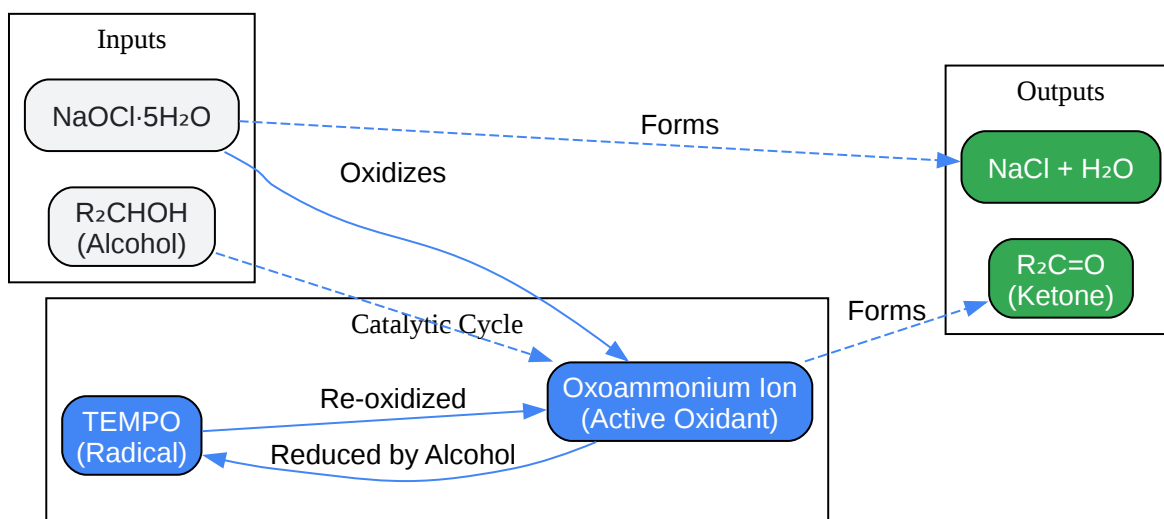 Inputs
NaOCl·5H₂O
R₂CHOH
(Alcohol)
Oxidizes
Forms
Outputs
NaCl + H₂O
R₂C=O
(Ketone)
Forms
Catalytic Cycle
TEMPO
(Radical)
Re-oxidized
Reduced by Alcohol
Oxoammonium Ion
(Active Oxidant)